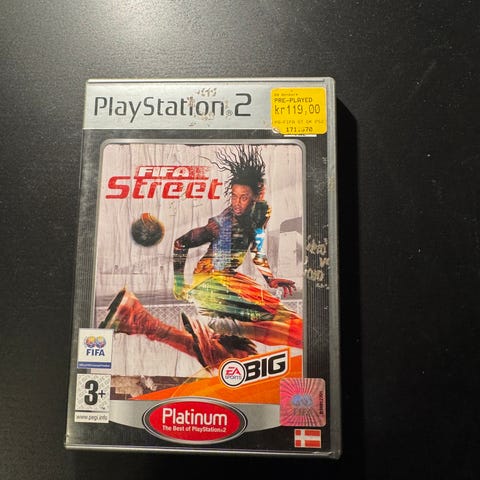 PlayStation®2
PRE-PLAYED
kr119,00
FIFA
Street
FIFA
EA
SPORTS
BIG
3+
www.pegi.info
Platinum
The Best of PlayStation®2
FIFA